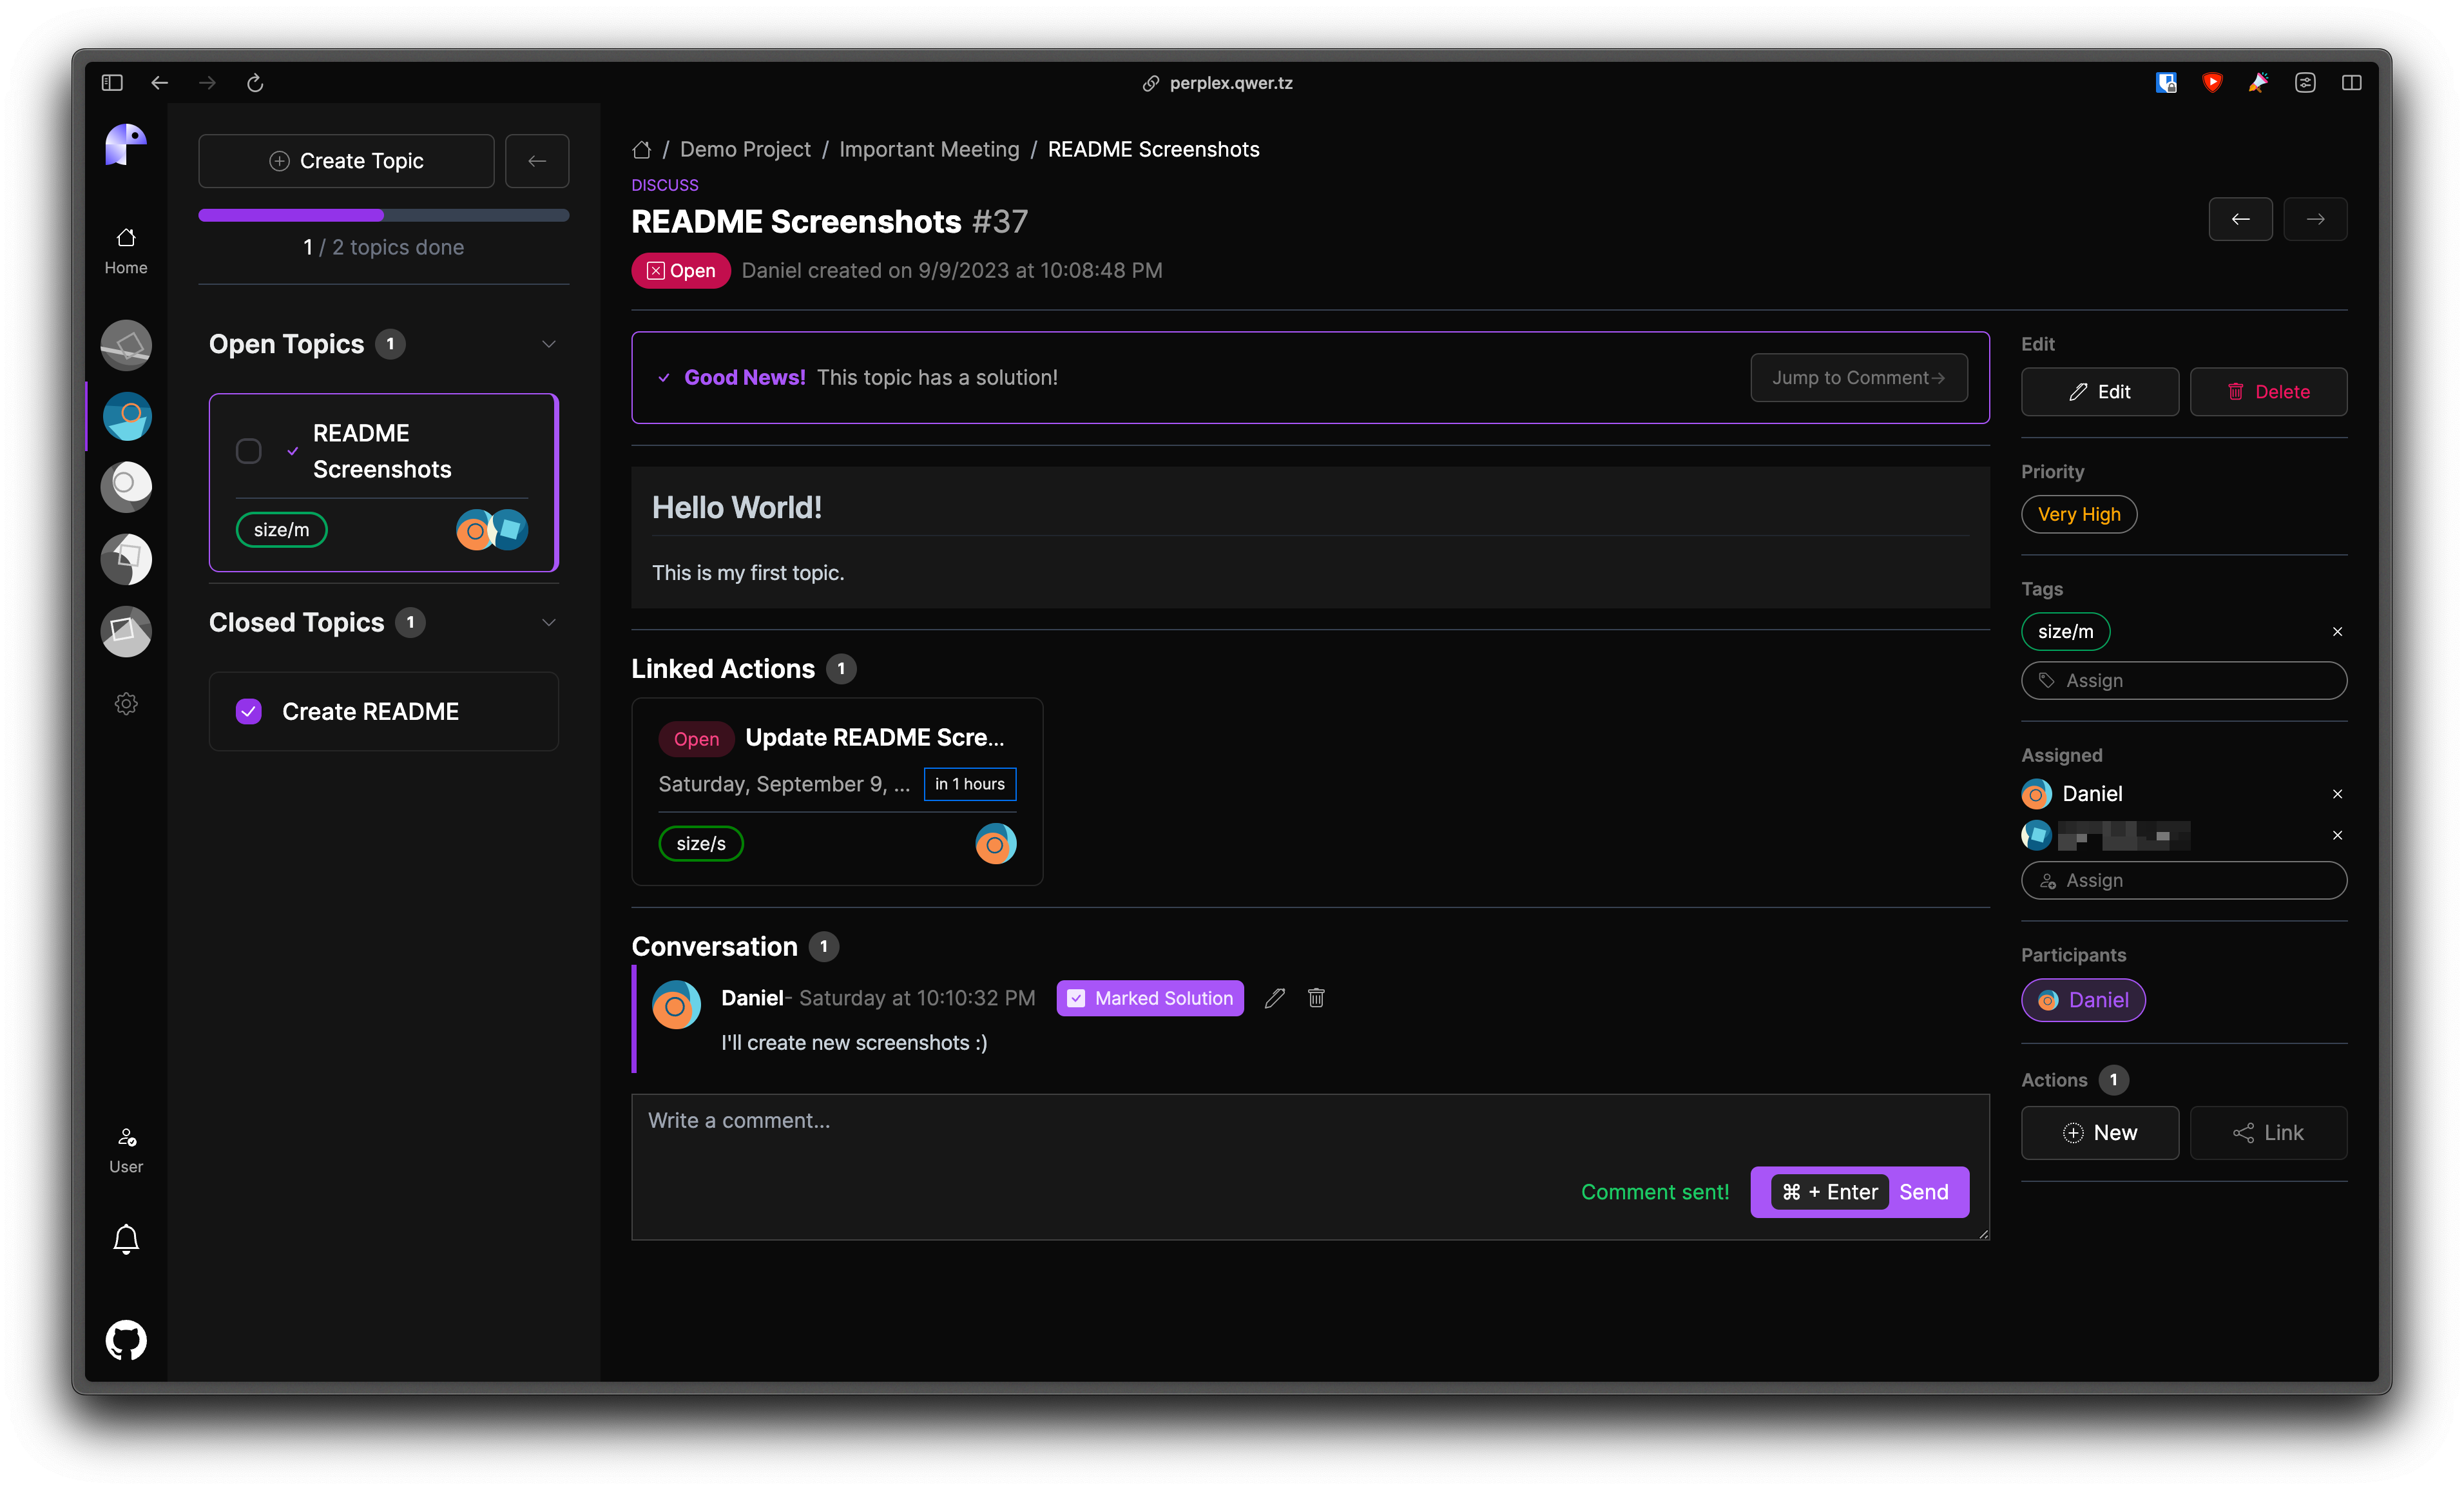 perplex.qwer.tz
Home
User
Create Topic
1 / 2 topics done
Open Topics 1
README
Screenshots
size/m
Closed Topics 1
Create README
/ Demo Project / Important Meeting / README Screenshots
DISCUSS
README Screenshots #37
Open Daniel created on 9/9/2023 at 10:08:48 PM
Good News! This topic has a solution!
Jump to Comment
Hello World!
This is my first topic.
Linked Actions 1
Open Update README Scre...
Saturday, September 9, ... in 1 hours
size/s
Conversation 1
Daniel- Saturday at 10:10:32 PM Marked Solution
I'll create new screenshots :)
Write a comment...
Comment sent! ⌘ + Enter Send
Edit
Edit Delete
Priority
Very High
Tags
size/m
Assign
Assigned
Daniel
Assign
Participants
Daniel
Actions 1
New Link